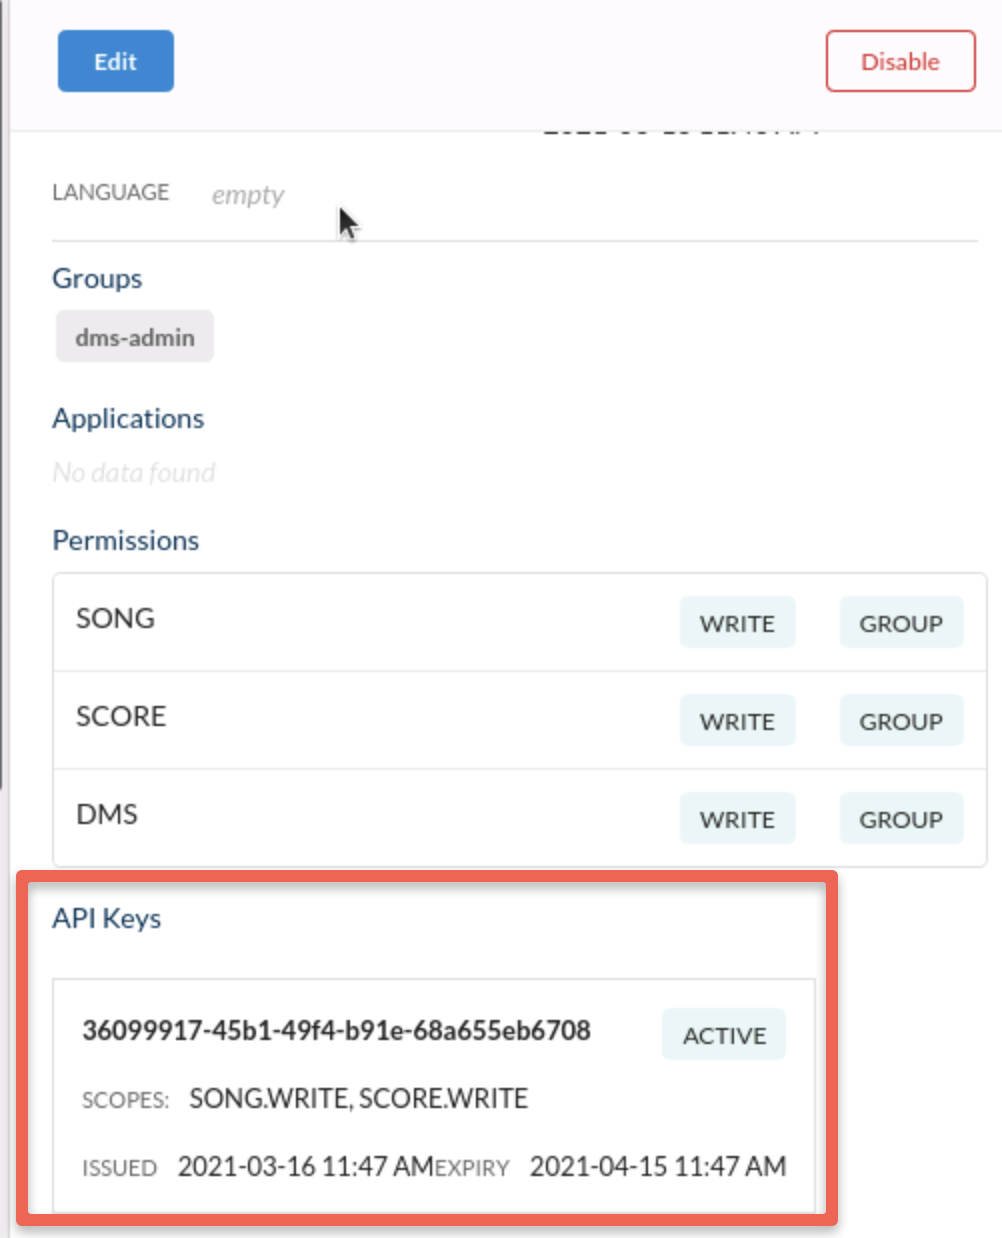 Edit Disable
LANGUAGE empty
Groups
dms-admin
Applications
No data found
Permissions
SONG WRITE GROUP
SCORE WRITE GROUP
DMS WRITE GROUP
API Keys
36099917-45b1-49f4-b91e-68a655eb6708 ACTIVE
SCOPES: SONG.WRITE, SCORE.WRITE
ISSUED 2021-03-16 11:47 AM EXPIRY 2021-04-15 11:47 AM